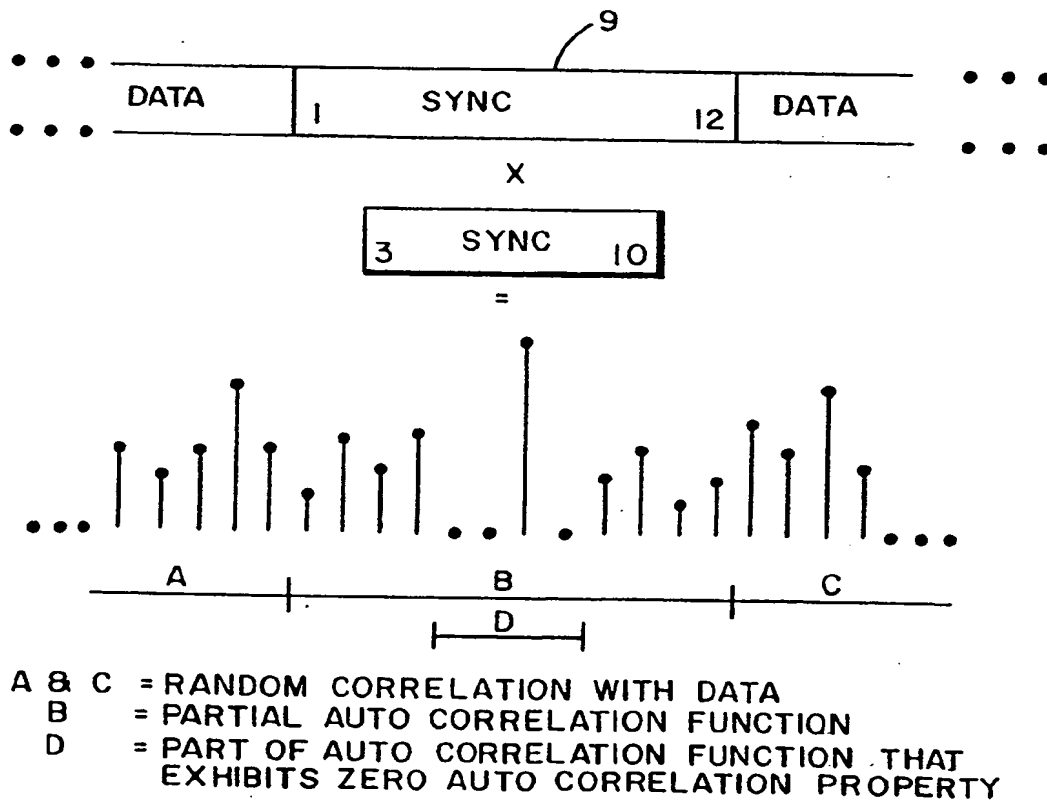 9
DATA 1 SYNC 12 DATA
X
3 SYNC 10
=
A B C
D
A & C = RANDOM CORRELATION WITH DATA
B = PARTIAL AUTO CORRELATION FUNCTION
D = PART OF AUTO CORRELATION FUNCTION THAT
EXHIBITS ZERO AUTO CORRELATION PROPERTY